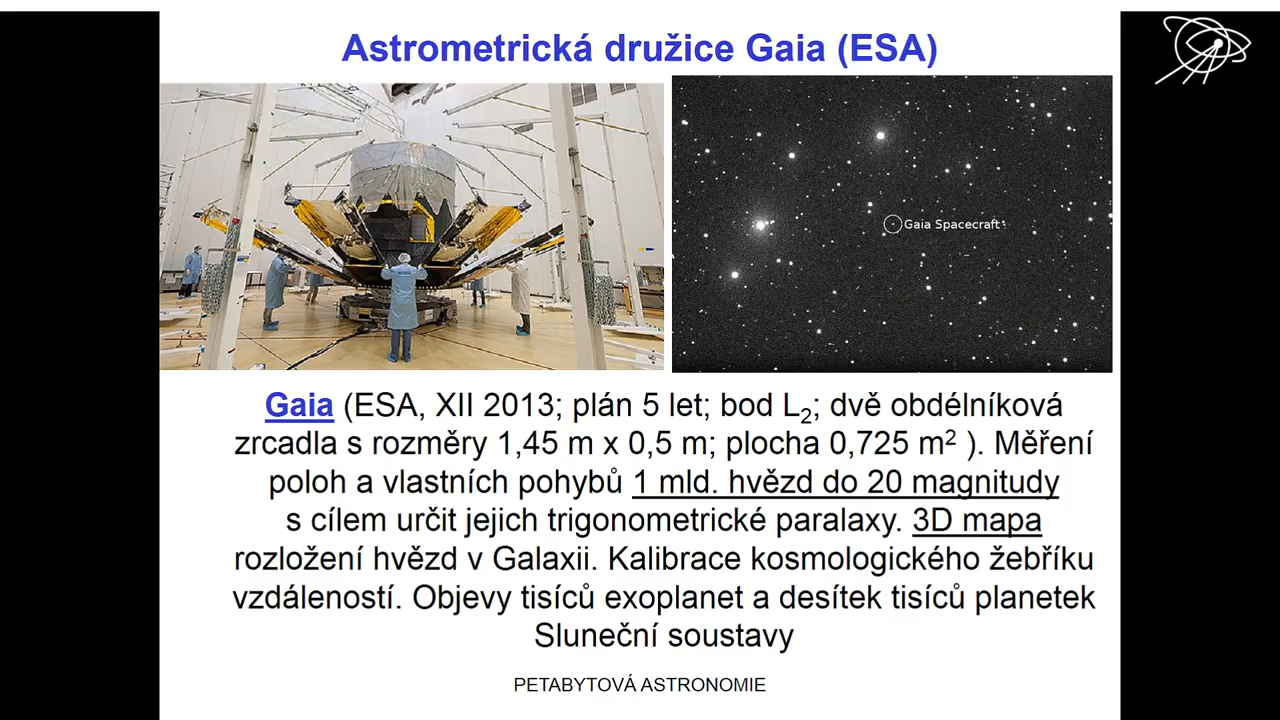 Astrometrická družice Gaia (ESA)
Gaia Spacecraft
Gaia (ESA, XII 2013; plán 5 let; bod L₂; dvě obdélníková
zrcadla s rozměry 1,45 m x 0,5 m; plocha 0,725 m² ). Měření
poloh a vlastních pohybů 1 mld. hvězd do 20 magnitudy
s cílem určit jejich trigonometrické paralaxy. 3D mapa
rozložení hvězd v Galaxii. Kalibrace kosmologického žebříku
vzdáleností. Objevy tisíců exoplanet a desítek tisíců planetek
Sluneční soustavy
PETABYTOVÁ ASTRONOMIE